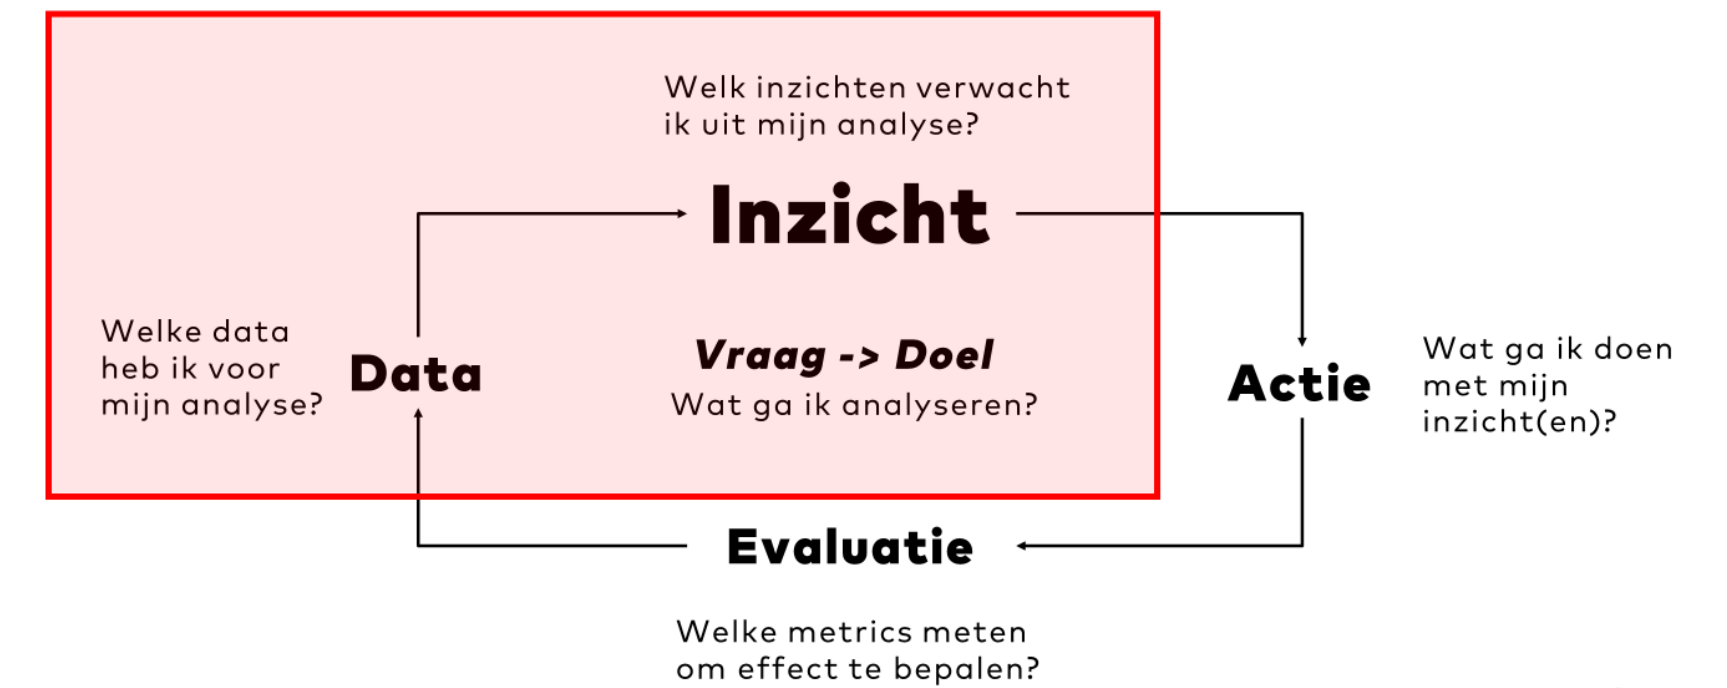 Welk inzichten verwacht
ik uit mijn analyse?
Inzicht
Welke data
heb ik voor
mijn analyse?
Data
Vraag -> Doel
Wat ga ik analyseren?
Actie
Wat ga ik doen
met mijn
inzicht(en)?
Evaluatie
Welke metrics meten
om effect te bepalen?